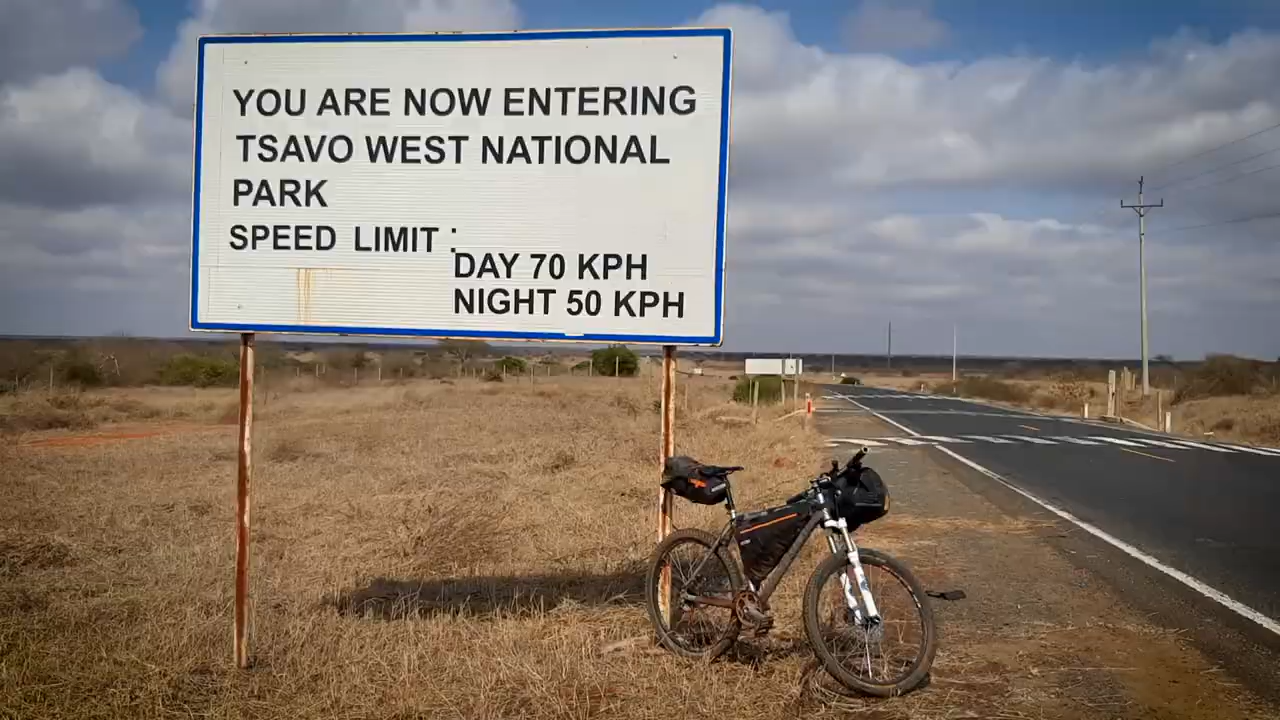 YOU ARE NOW ENTERING
TSAVO WEST NATIONAL
PARK
SPEED LIMIT :
DAY 70 KPH
NIGHT 50 KPH